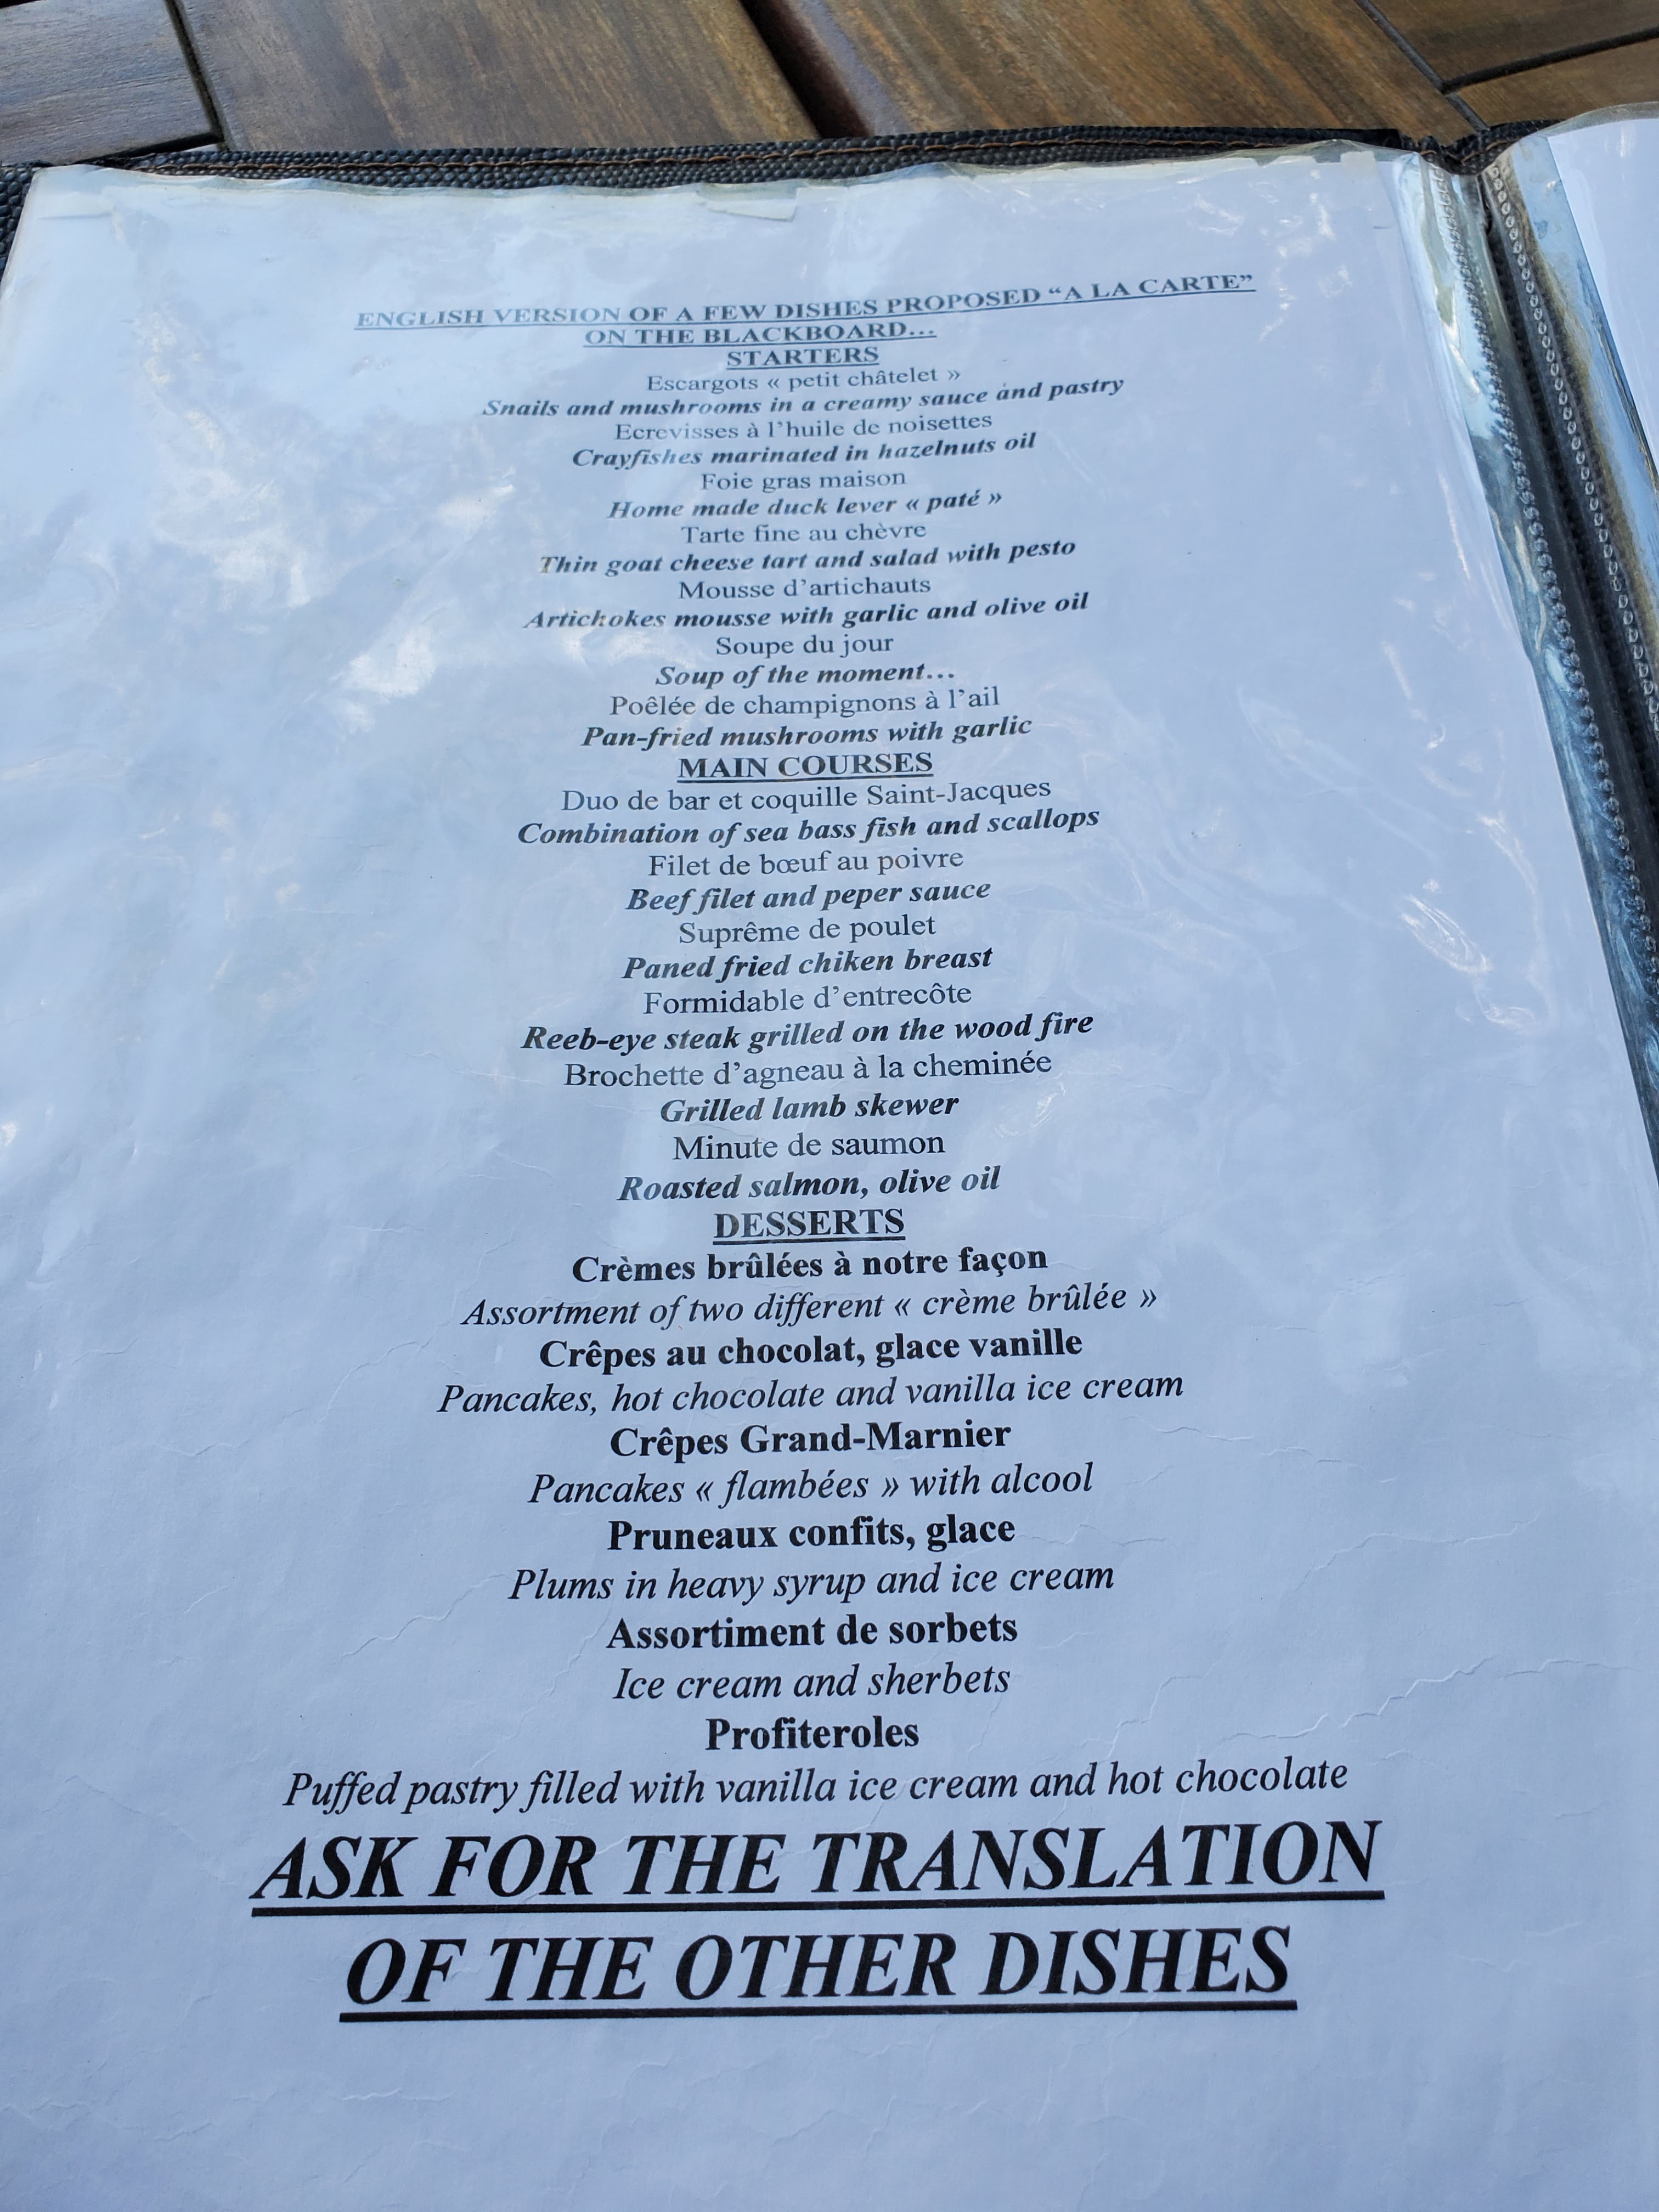 ENGLISH VERSION OF A FEW DISHES PROPOSED “A LA CARTE”
ON THE BLACKBOARD…
STARTERS
Escargots « petit châtelet »
Snails and mushrooms in a creamy sauce and pastry
Ecrevisses à l’huile de noisettes
Crayfishes marinated in hazelnuts oil
Foie gras maison
Home made duck lever « paté »
Tarte fine au chèvre
Thin goat cheese tart and salad with pesto
Mousse d’artichauts
Artichokes mousse with garlic and olive oil
Soupe du jour
Soup of the moment…
Poêlée de champignons à l’ail
Pan-fried mushrooms with garlic
MAIN COURSES
Duo de bar et coquille Saint-Jacques
Combination of sea bass fish and scallops
Filet de bœuf au poivre
Beef filet and peper sauce
Suprême de poulet
Paned fried chiken breast
Formidable d’entrecôte
Reeb-eye steak grilled on the wood fire
Brochette d’agneau à la cheminée
Grilled lamb skewer
Minute de saumon
Roasted salmon, olive oil
DESSERTS
Crèmes brûlées à notre façon
Assortment of two different « crème brûlée »
Crêpes au chocolat, glace vanille
Pancakes, hot chocolate and vanilla ice cream
Crêpes Grand-Marnier
Pancakes « flambées » with alcool
Pruneaux confits, glace
Plums in heavy syrup and ice cream
Assortiment de sorbets
Ice cream and sherbets
Profiteroles
Puffed pastry filled with vanilla ice cream and hot chocolate
ASK FOR THE TRANSLATION
OF THE OTHER DISHES